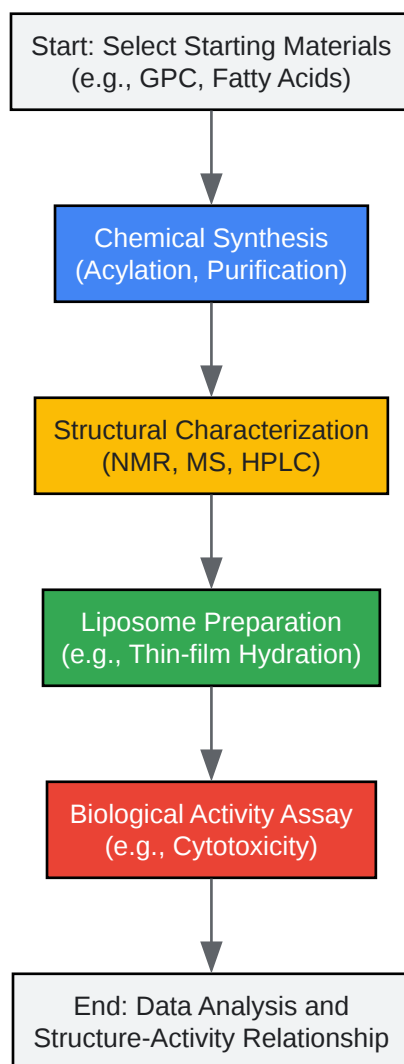 Start: Select Starting Materials
(e.g., GPC, Fatty Acids)
Chemical Synthesis
(Acylation, Purification)
Structural Characterization
(NMR, MS, HPLC)
Liposome Preparation
(e.g., Thin-film Hydration)
Biological Activity Assay
(e.g., Cytotoxicity)
End: Data Analysis and
Structure-Activity Relationship